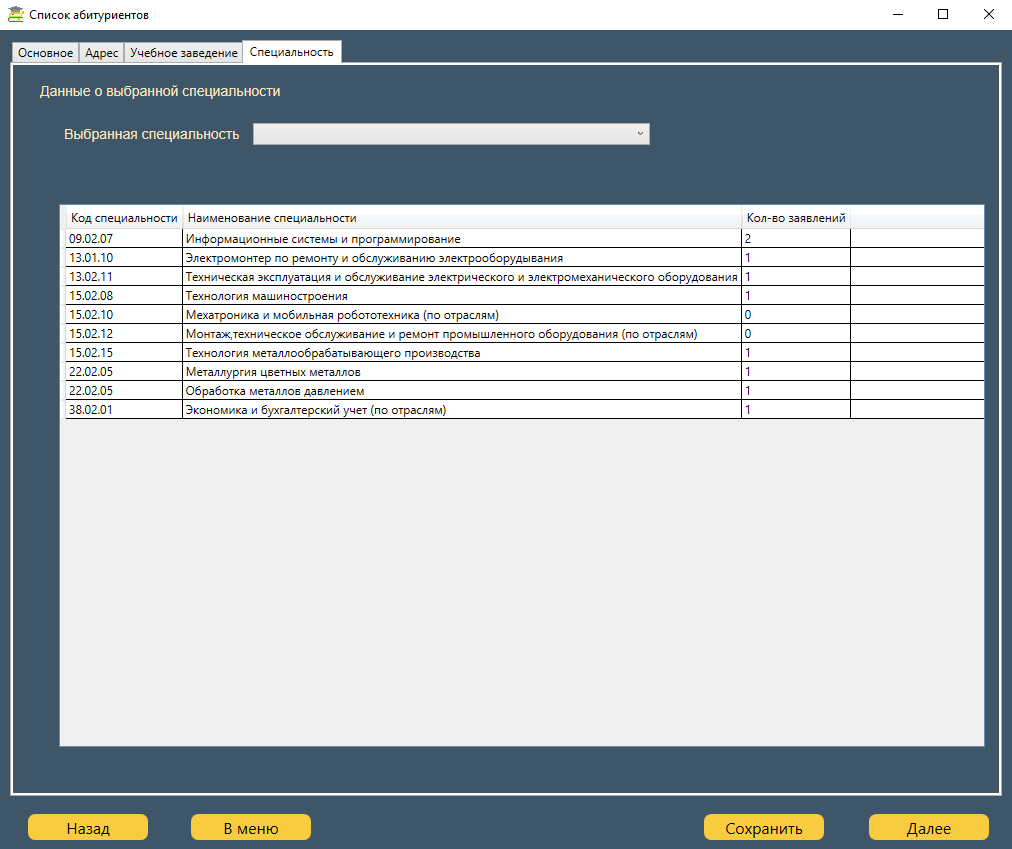 Список абитуриентов
Основное Адрес Учебное заведение Специальность
Данные о выбранной специальности
Выбранная специальность
Код специальности Наименование специальности Кол-во заявлений
09.02.07 Информационные системы и программирование 2
13.01.10 Электромонтер по ремонту и обслуживанию электрооборудывания 1
13.02.11 Техническая эксплуатация и обслуживание электрического и электромеханического оборудования 1
15.02.08 Технология машиностроения 1
15.02.10 Мехатроника и мобильная робототехника (по отраслям) 0
15.02.12 Монтаж,техническое обслуживание и ремонт промышленного оборудования (по отраслям) 0
15.02.15 Технология металлообрабатывающего производства 1
22.02.05 Металлургия цветных металлов 1
22.02.05 Обработка металлов давлением 1
38.02.01 Экономика и бухгалтерский учет (по отраслям) 1
Назад В меню Сохранить Далее